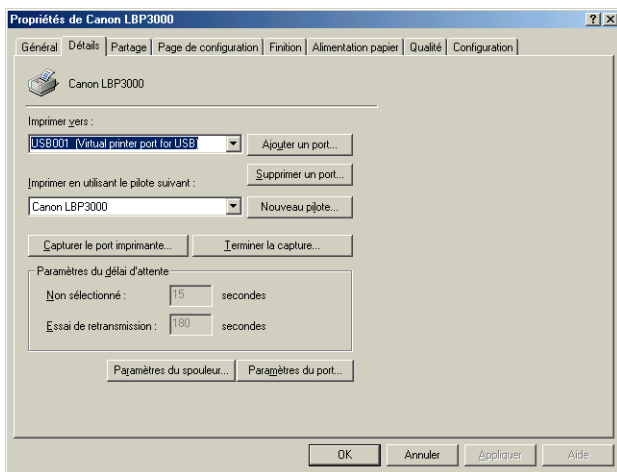 Propriétés de Canon LBP3000
Général Détails Partage Page de configuration Finition Alimentation papier Qualité Configuration
Canon LBP3000
Imprimer vers :
USB001 (Virtual printer port for USB)
Ajouter un port...
Supprimer un port...
Imprimer en utilisant le pilote suivant :
Canon LBP3000
Nouveau pilote...
Capturer le port imprimante... Terminer la capture...
Paramètres du délai d'attente
Non sélectionné : 15 secondes
Essai de retransmission : 180 secondes
Paramètres du spouleur... Paramètres du port...
OK Annuler Appliquer Aide